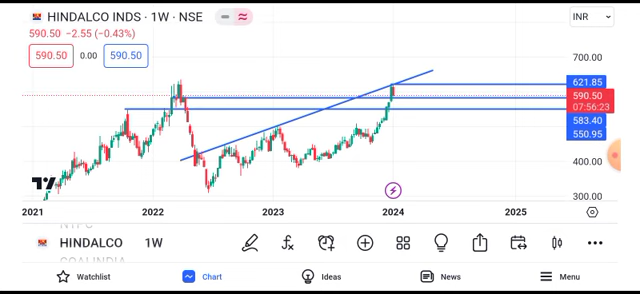 HINDALCO INDS · 1W · NSE
INR
590.50 −2.55 (−0.43%)
590.50 0.00 590.50
700.00
621.85
590.50
07:56:23
583.40
550.95
400.00
300.00
2021 2022 2023 2024 2025
HINDALCO 1W
COALINDIA
Watchlist Chart Ideas News Menu